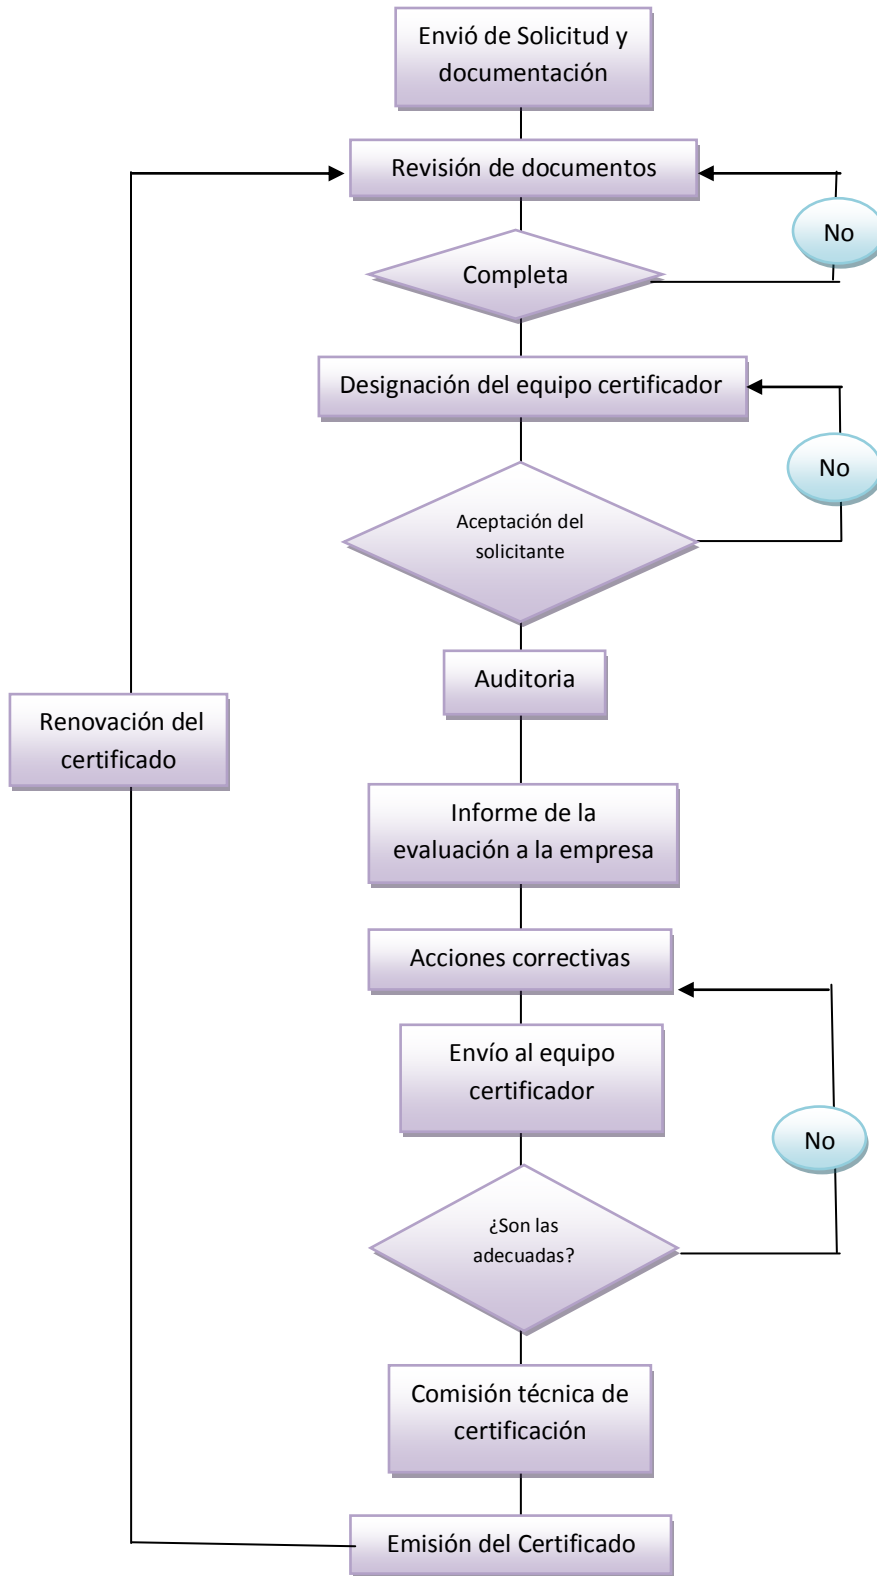 Envió de Solicitud y
documentación
Revisión de documentos
No
Completa
Designación del equipo certificador
No
Aceptación del
solicitante
Auditoria
Renovación del
certificado
Informe de la
evaluación a la empresa
Acciones correctivas
Envío al equipo
certificador
No
¿Son las
adecuadas?
Comisión técnica de
certificación
Emisión del Certificado